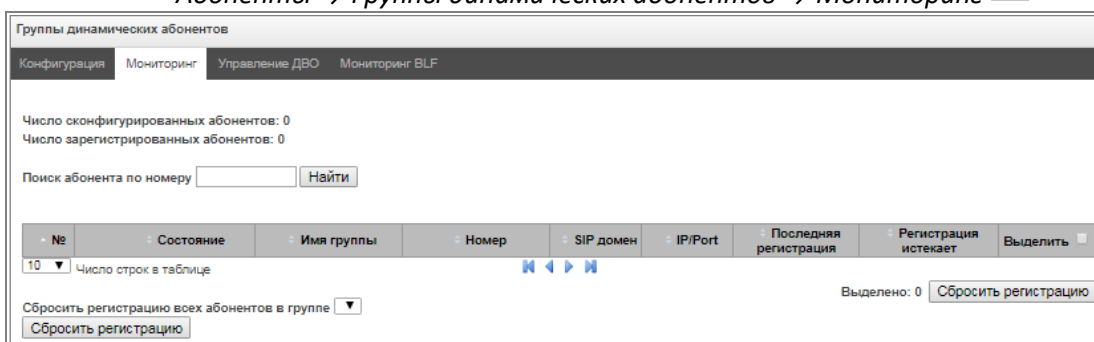 Абоненты → Группы динамических абонентов → Мониторинг
Группы динамических абонентов
Конфигурация Мониторинг Управление ДВО Мониторинг BLF
Число сконфигурированных абонентов: 0
Число зарегистрированных абонентов: 0
Поиск абонента по номеру Найти
№ Состояние Имя группы Номер SIP домен IP/Port Последняя регистрация Регистрация истекает Выделить
10 Число строк в таблице
Выделено: 0 Сбросить регистрацию
Сбросить регистрацию всех абонентов в группе
Сбросить регистрацию